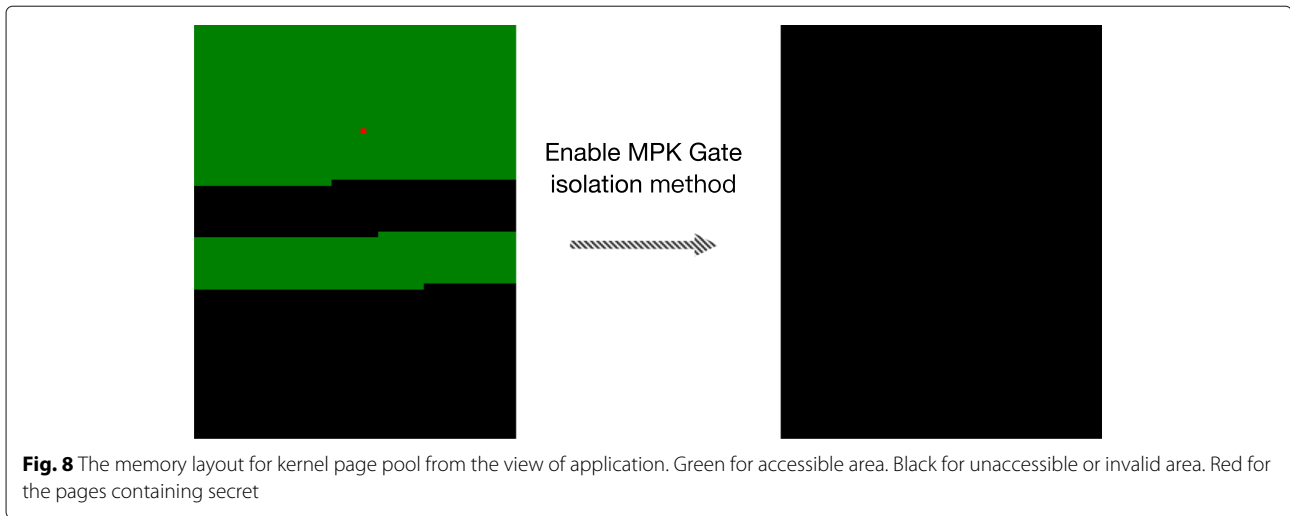 Enable MPK Gate
isolation method
Fig. 8 The memory layout for kernel page pool from the view of application. Green for accessible area. Black for unaccessible or invalid area. Red for
the pages containing secret